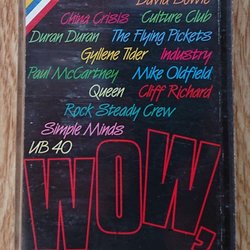 David Bowie
China Crisis Culture Club
Duran Duran The Flying Pickets
Gyllene Tider Industry
Paul McCartney Mike Oldfield
Queen Cliff Richard
Rock Steady Crew
Simple Minds
UB 40
WOW,